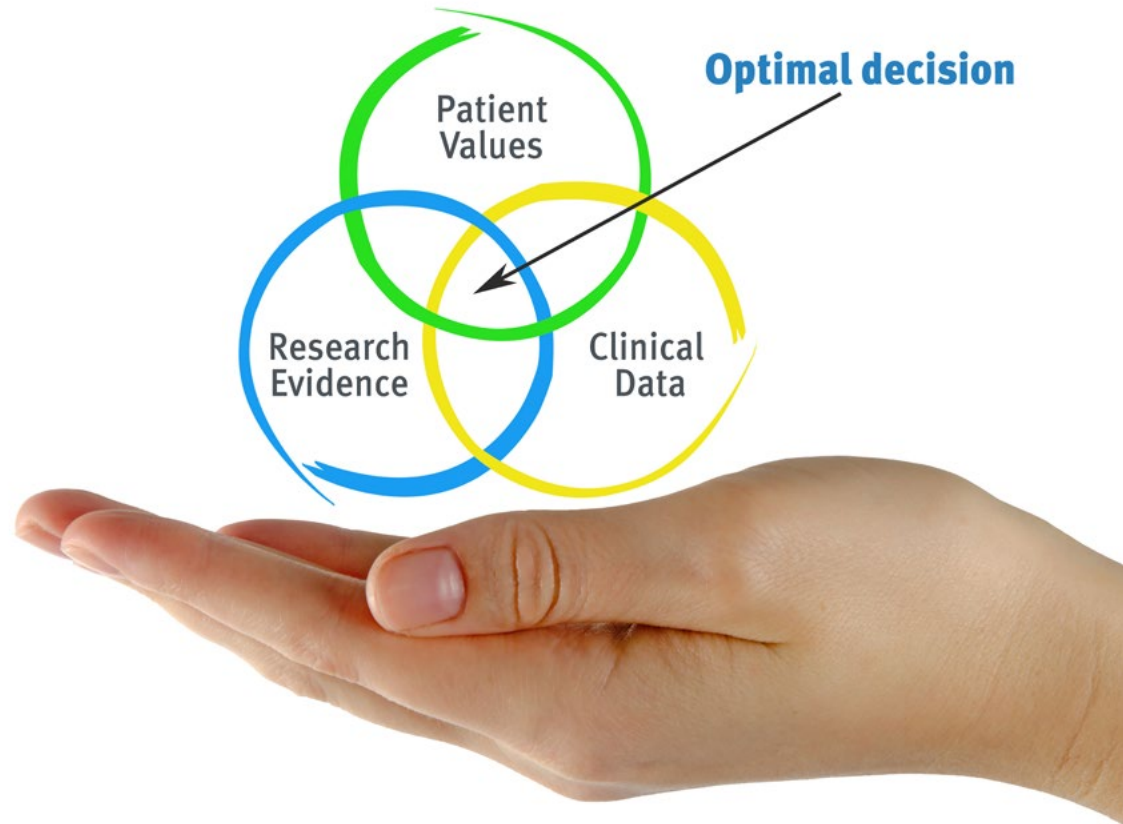 Optimal decision
Patient
Values
Research
Evidence
Clinical
Data